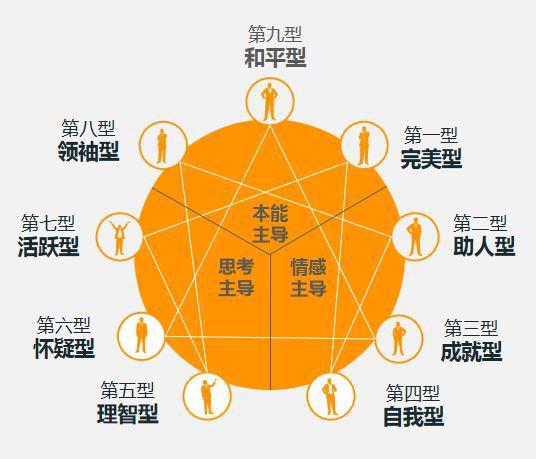 第九型
和平型
第八型
领袖型
第一型
完美型
第七型
活跃型
本能
主导
第二型
助人型
思考
主导
情感
主导
第六型
怀疑型
第三型
成就型
第五型
理智型
第四型
自我型